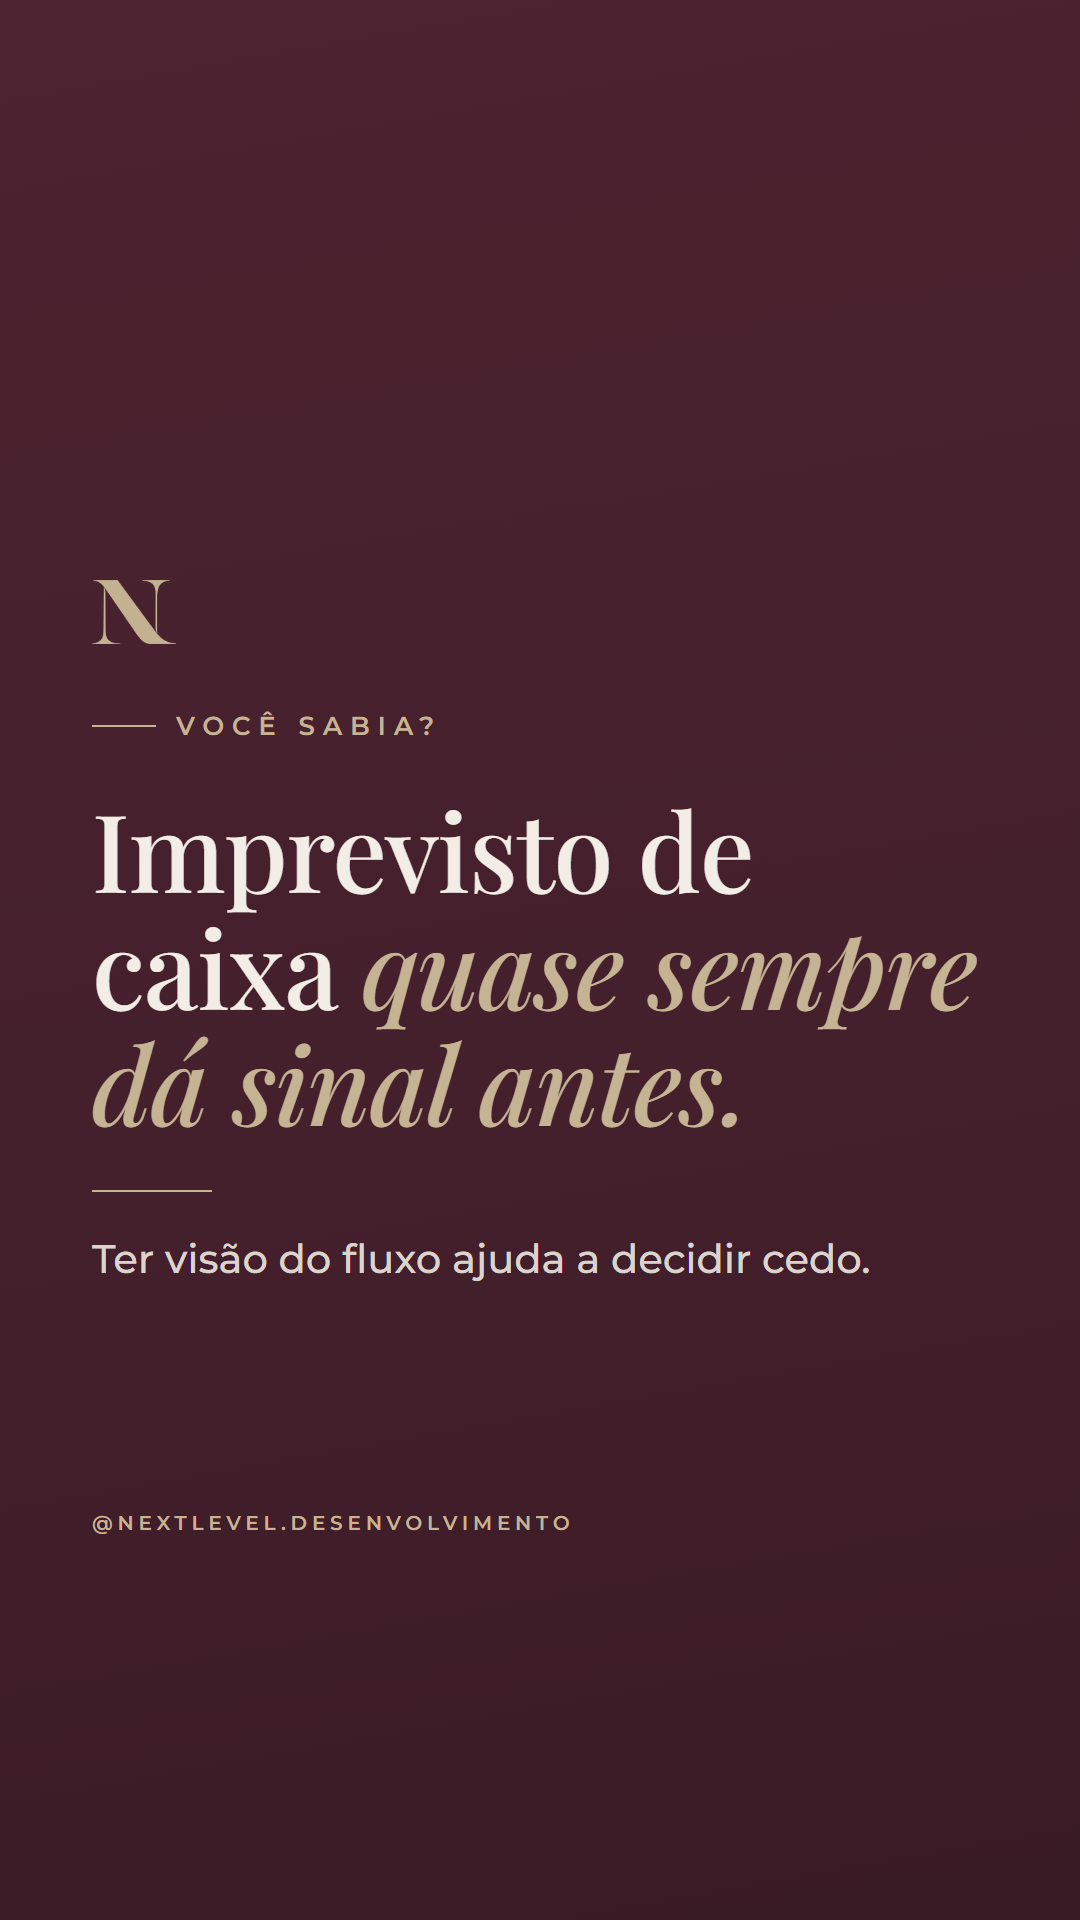 N
VOCÊ SABIA?
Imprevisto de
caixa quase sempre
dá sinal antes.
Ter visão do fluxo ajuda a decidir cedo.
@NEXTLEVEL.DESENVOLVIMENTO